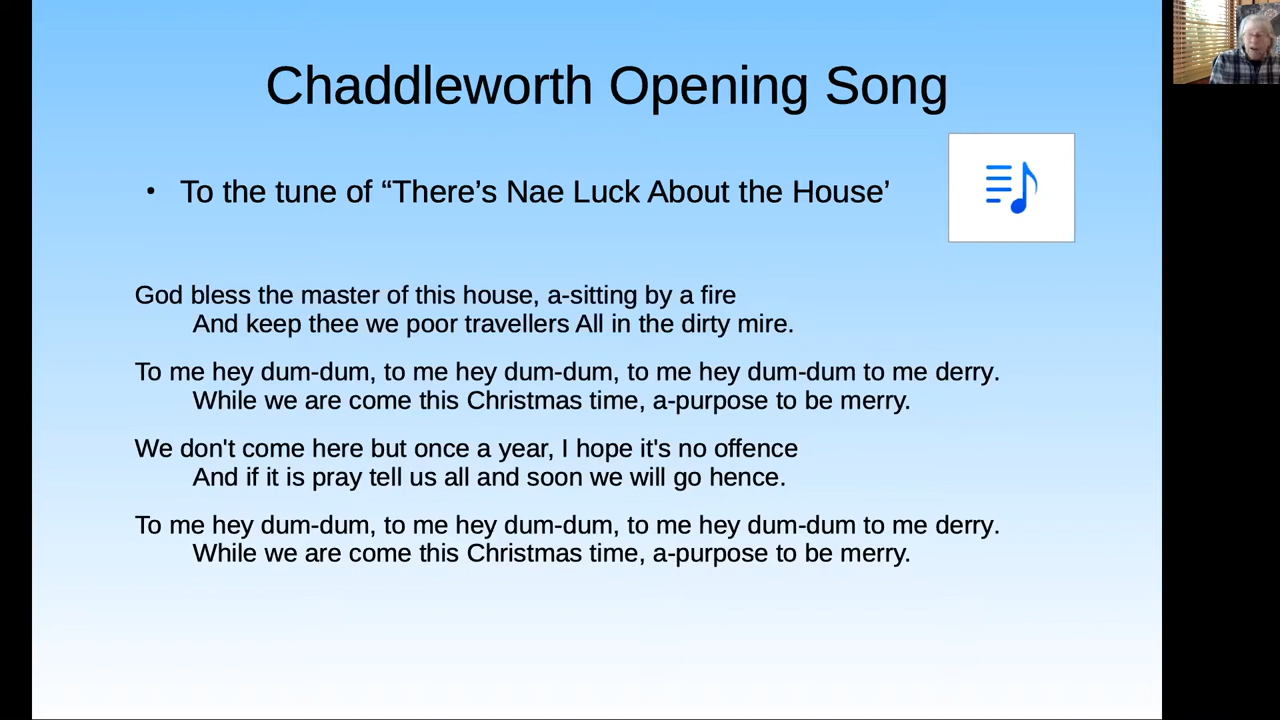 Chaddleworth Opening Song
• To the tune of “There’s Nae Luck About the House’
God bless the master of this house, a-sitting by a fire
And keep thee we poor travellers All in the dirty mire.
To me hey dum-dum, to me hey dum-dum, to me hey dum-dum to me derry.
While we are come this Christmas time, a-purpose to be merry.
We don't come here but once a year, I hope it's no offence
And if it is pray tell us all and soon we will go hence.
To me hey dum-dum, to me hey dum-dum, to me hey dum-dum to me derry.
While we are come this Christmas time, a-purpose to be merry.